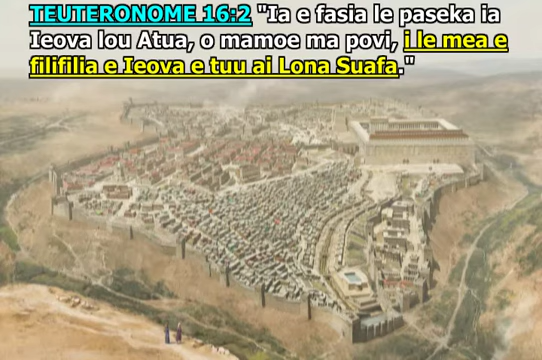 TEUTERONOME 16:2 "Ia e fasia le paseka ia
Ieova lou Atua, o mamoe ma povi, i le mea e
filifilia e Ieova e tuu ai Lona Suafa."